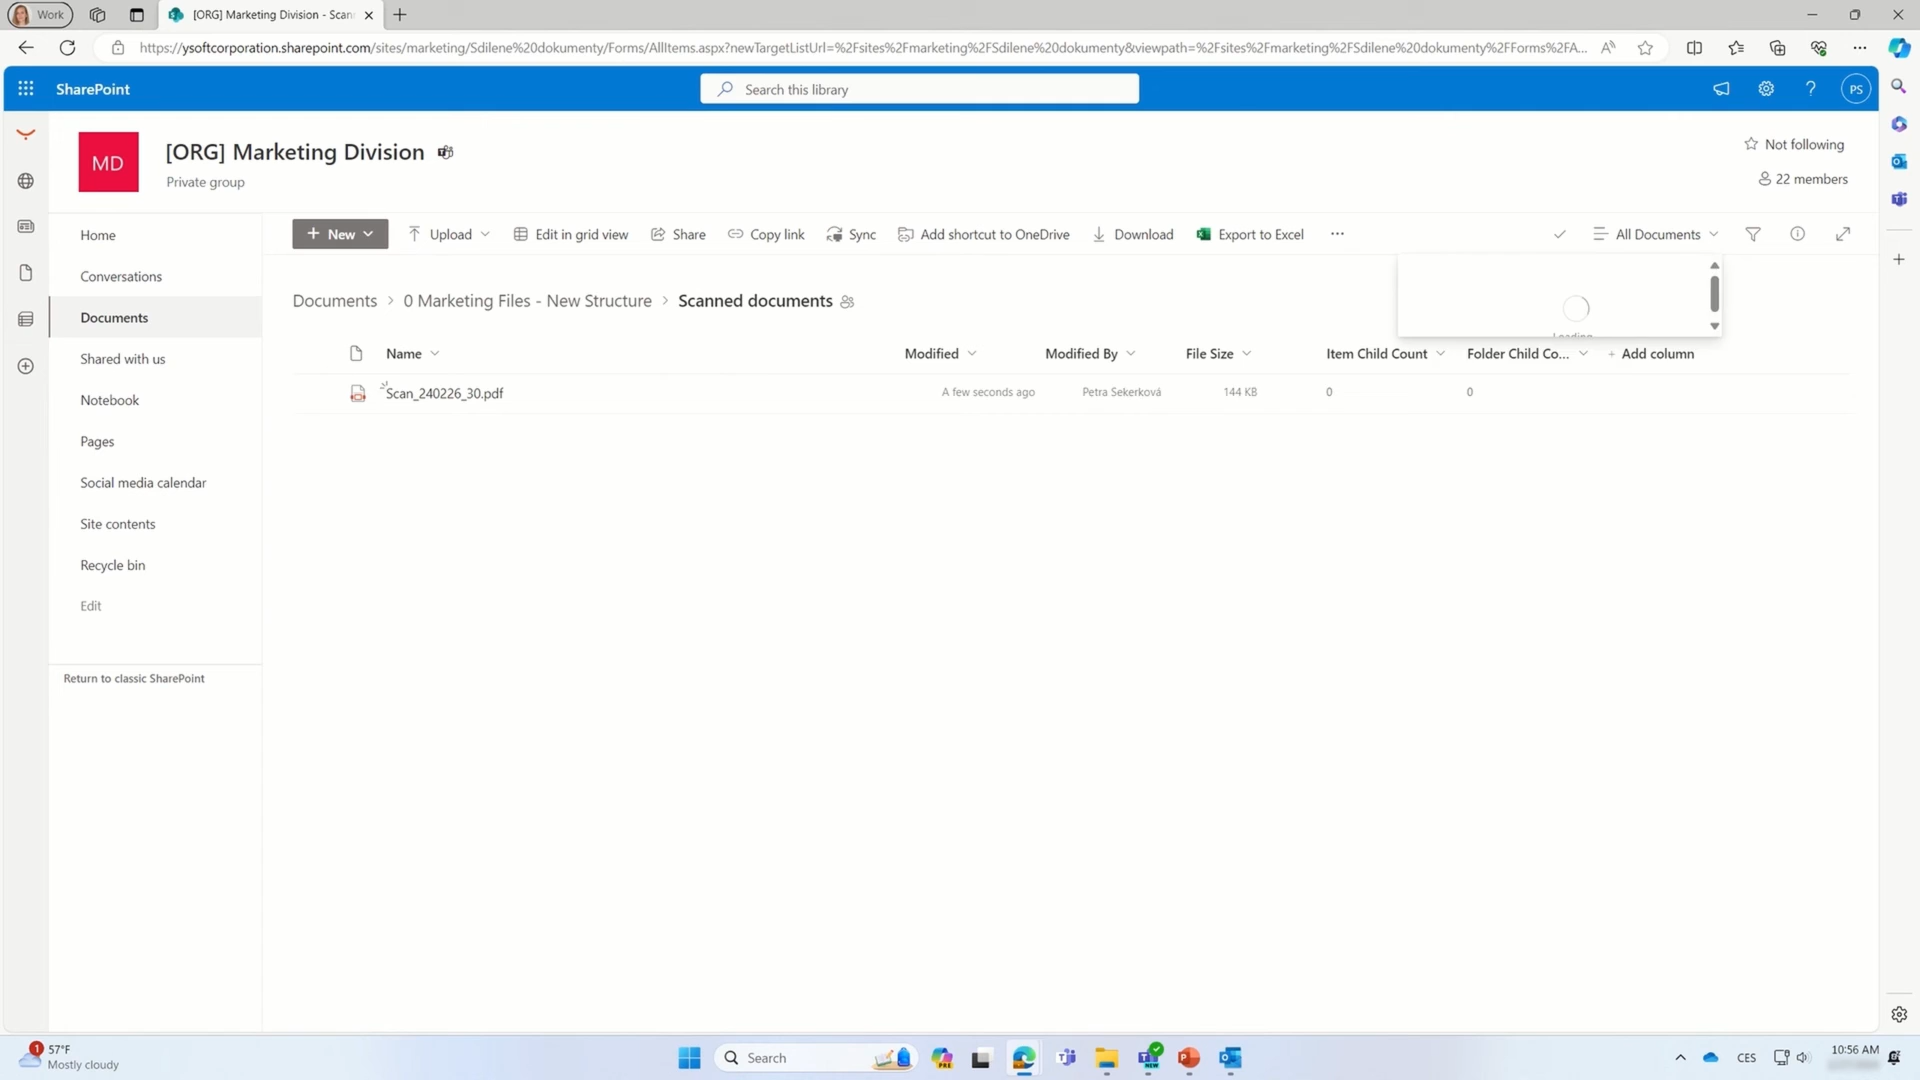 Work
[ORG] Marketing Division - Scan
https://ysoftcorporation.sharepoint.com/sites/marketing/Sdilene%20dokumenty/Forms/AllItems.aspx?newTargetListUrl=%2Fsites%2Fmarketing%2FSdilene%20dokumenty&viewpath=%2Fsites%2Fmarketing%2FSdilene%20dokumenty%2FForms%2FA...
SharePoint
Search this library
PS
MD
[ORG] Marketing Division
Private group
Not following
22 members
Home
Conversations
Documents
Shared with us
Notebook
Pages
Social media calendar
Site contents
Recycle bin
Edit
Return to classic SharePoint
+ New Upload Edit in grid view Share Copy link Sync Add shortcut to OneDrive Download Export to Excel ... All Documents
Loading
Documents > 0 Marketing Files - New Structure > Scanned documents
Name Modified Modified By File Size Item Child Count Folder Child Co... + Add column
Scan_240226_30.pdf A few seconds ago Petra Sekerková 144 KB 0 0
1
57°F
Mostly cloudy
Search
PRE
NEW
CES
10:56 AM